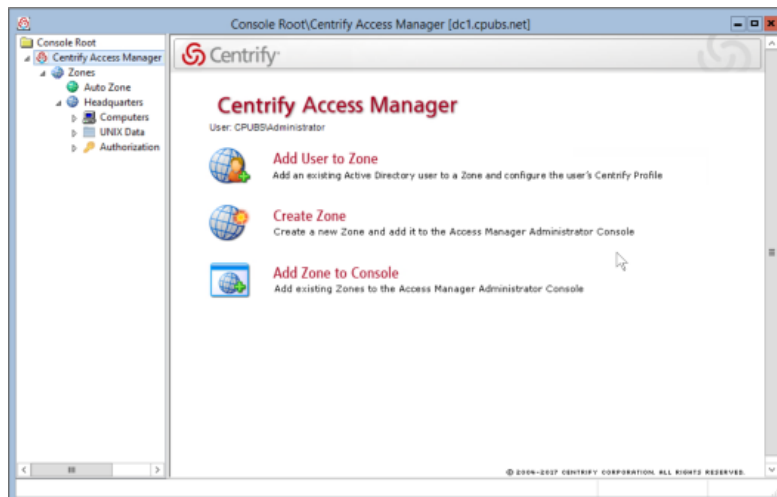 Console Root\Centrify Access Manager [dc1.cpubs.net]
Console Root
Centrify Access Manager
Zones
Auto Zone
Headquarters
Computers
UNIX Data
Authorization
Centrify
Centrify Access Manager
User: CPUBS\Administrator
Add User to Zone
Add an existing Active Directory user to a Zone and configure the user's Centrify Profile
Create Zone
Create a new Zone and add it to the Access Manager Administrator Console
Add Zone to Console
Add existing Zones to the Access Manager Administrator Console
© 2004-2017 CENTRIFY CORPORATION. ALL RIGHTS RESERVED.